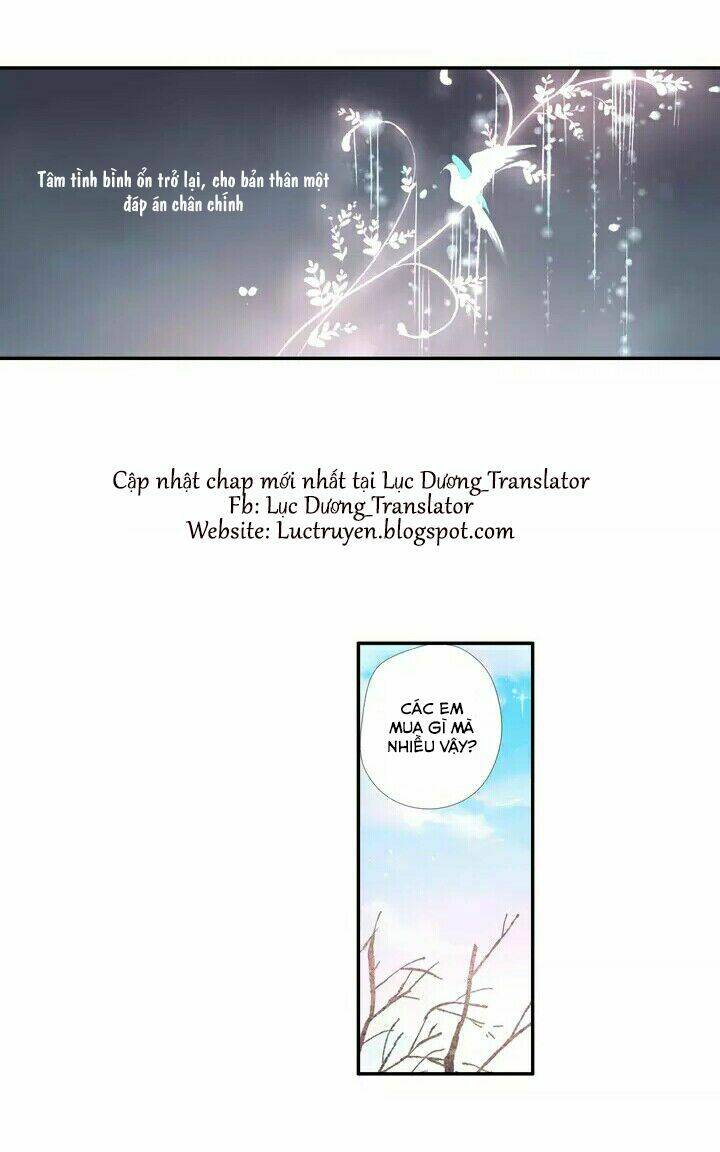 Tâm tình bình ổn trở lại, cho bản thân một
đáp án chân chính
Cập nhật chap mới nhất tại Lục Dương_Translator
Fb: Lục Dương_Translator
Website: Luctruyen.blogspot.com
CÁC EM
MUA GÌ MÀ
NHIỀU VẬY?